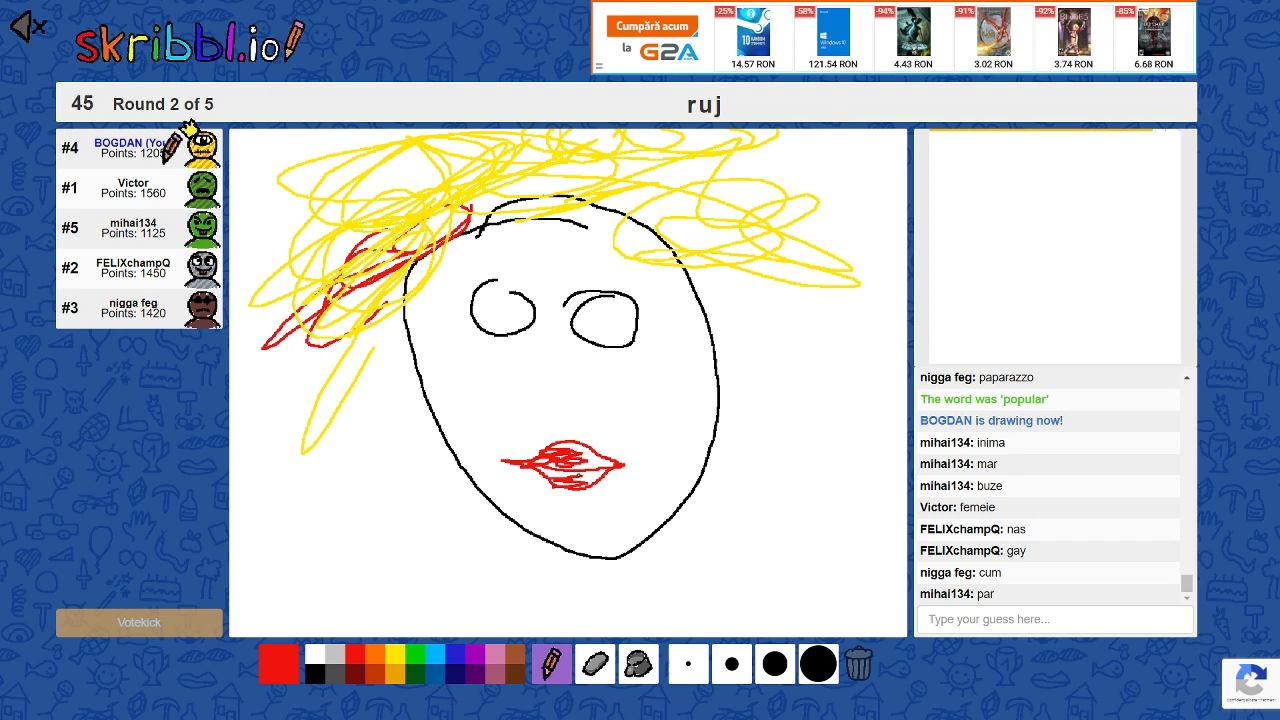 skribbl.io
Cumpără acum
la G2A
-25%
-58%
-94%
-91%
-92%
-85%
14.57 RON
121.54 RON
4.43 RON
3.02 RON
3.74 RON
6.68 RON
45 Round 2 of 5
ruj
#4 BOGDAN (You
Points: 120
#1 Victor
Points: 1560
#5 mihai134
Points: 1125
#2 FELIXchampQ
Points: 1450
#3 nigga feg
Points: 1420
nigga feg: paparazzo
The word was 'popular'
BOGDAN is drawing now!
mihai134: inima
mihai134: mar
mihai134: buze
Victor: femeie
FELIXchampQ: nas
FELIXchampQ: gay
nigga feg: cum
mihai134: par
Type your guess here...
Votekick